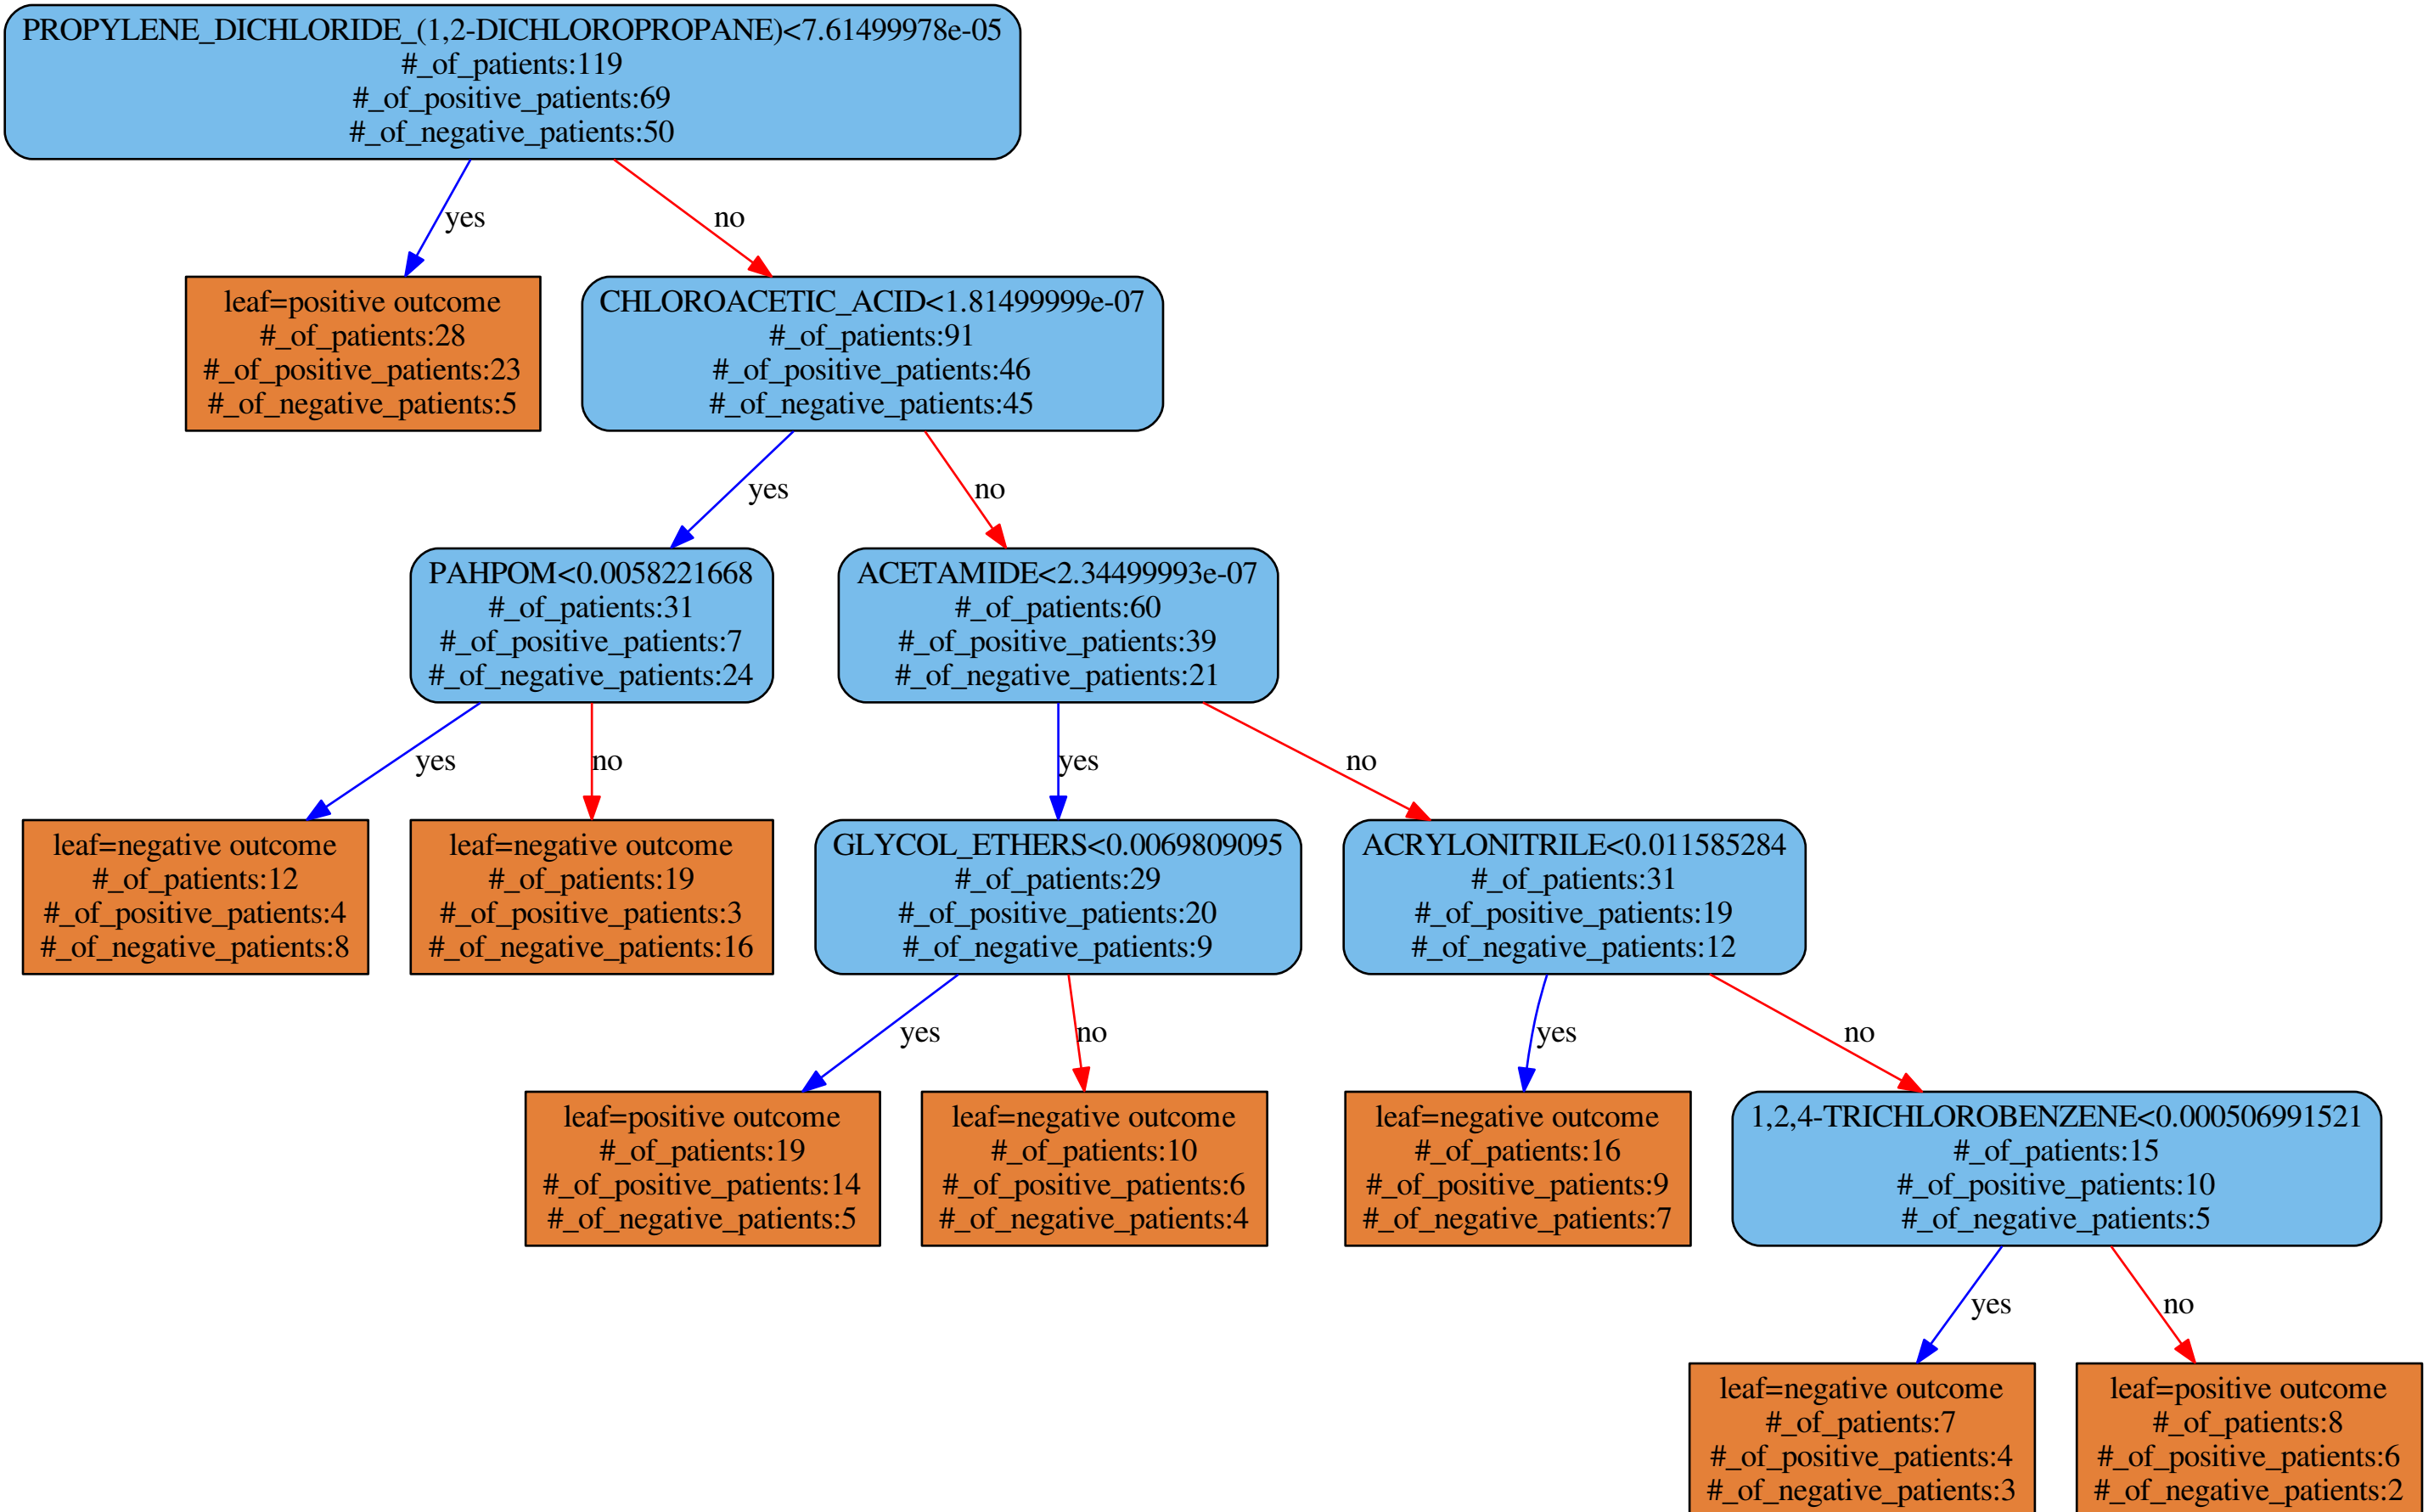 PROPYLENE_DICHLORIDE_(1,2-DICHLOROPROPANE)<7.61499978e-05
#_of_patients:119
#_of_positive_patients:69
#_of_negative_patients:50
yes
no
leaf=positive outcome
#_of_patients:28
#_of_positive_patients:23
#_of_negative_patients:5
CHLOROACETIC_ACID<1.81499999e-07
#_of_patients:91
#_of_positive_patients:46
#_of_negative_patients:45
yes
no
PAHPOM<0.0058221668
#_of_patients:31
#_of_positive_patients:7
#_of_negative_patients:24
ACETAMIDE<2.34499993e-07
#_of_patients:60
#_of_positive_patients:39
#_of_negative_patients:21
yes
no
yes
no
leaf=negative outcome
#_of_patients:12
#_of_positive_patients:4
#_of_negative_patients:8
leaf=negative outcome
#_of_patients:19
#_of_positive_patients:3
#_of_negative_patients:16
GLYCOL_ETHERS<0.0069809095
#_of_patients:29
#_of_positive_patients:20
#_of_negative_patients:9
ACRYLONITRILE<0.011585284
#_of_patients:31
#_of_positive_patients:19
#_of_negative_patients:12
yes
no
yes
no
leaf=positive outcome
#_of_patients:19
#_of_positive_patients:14
#_of_negative_patients:5
leaf=negative outcome
#_of_patients:10
#_of_positive_patients:6
#_of_negative_patients:4
leaf=negative outcome
#_of_patients:16
#_of_positive_patients:9
#_of_negative_patients:7
1,2,4-TRICHLOROBENZENE<0.000506991521
#_of_patients:15
#_of_positive_patients:10
#_of_negative_patients:5
yes
no
leaf=negative outcome
#_of_patients:7
#_of_positive_patients:4
#_of_negative_patients:3
leaf=positive outcome
#_of_patients:8
#_of_positive_patients:6
#_of_negative_patients:2